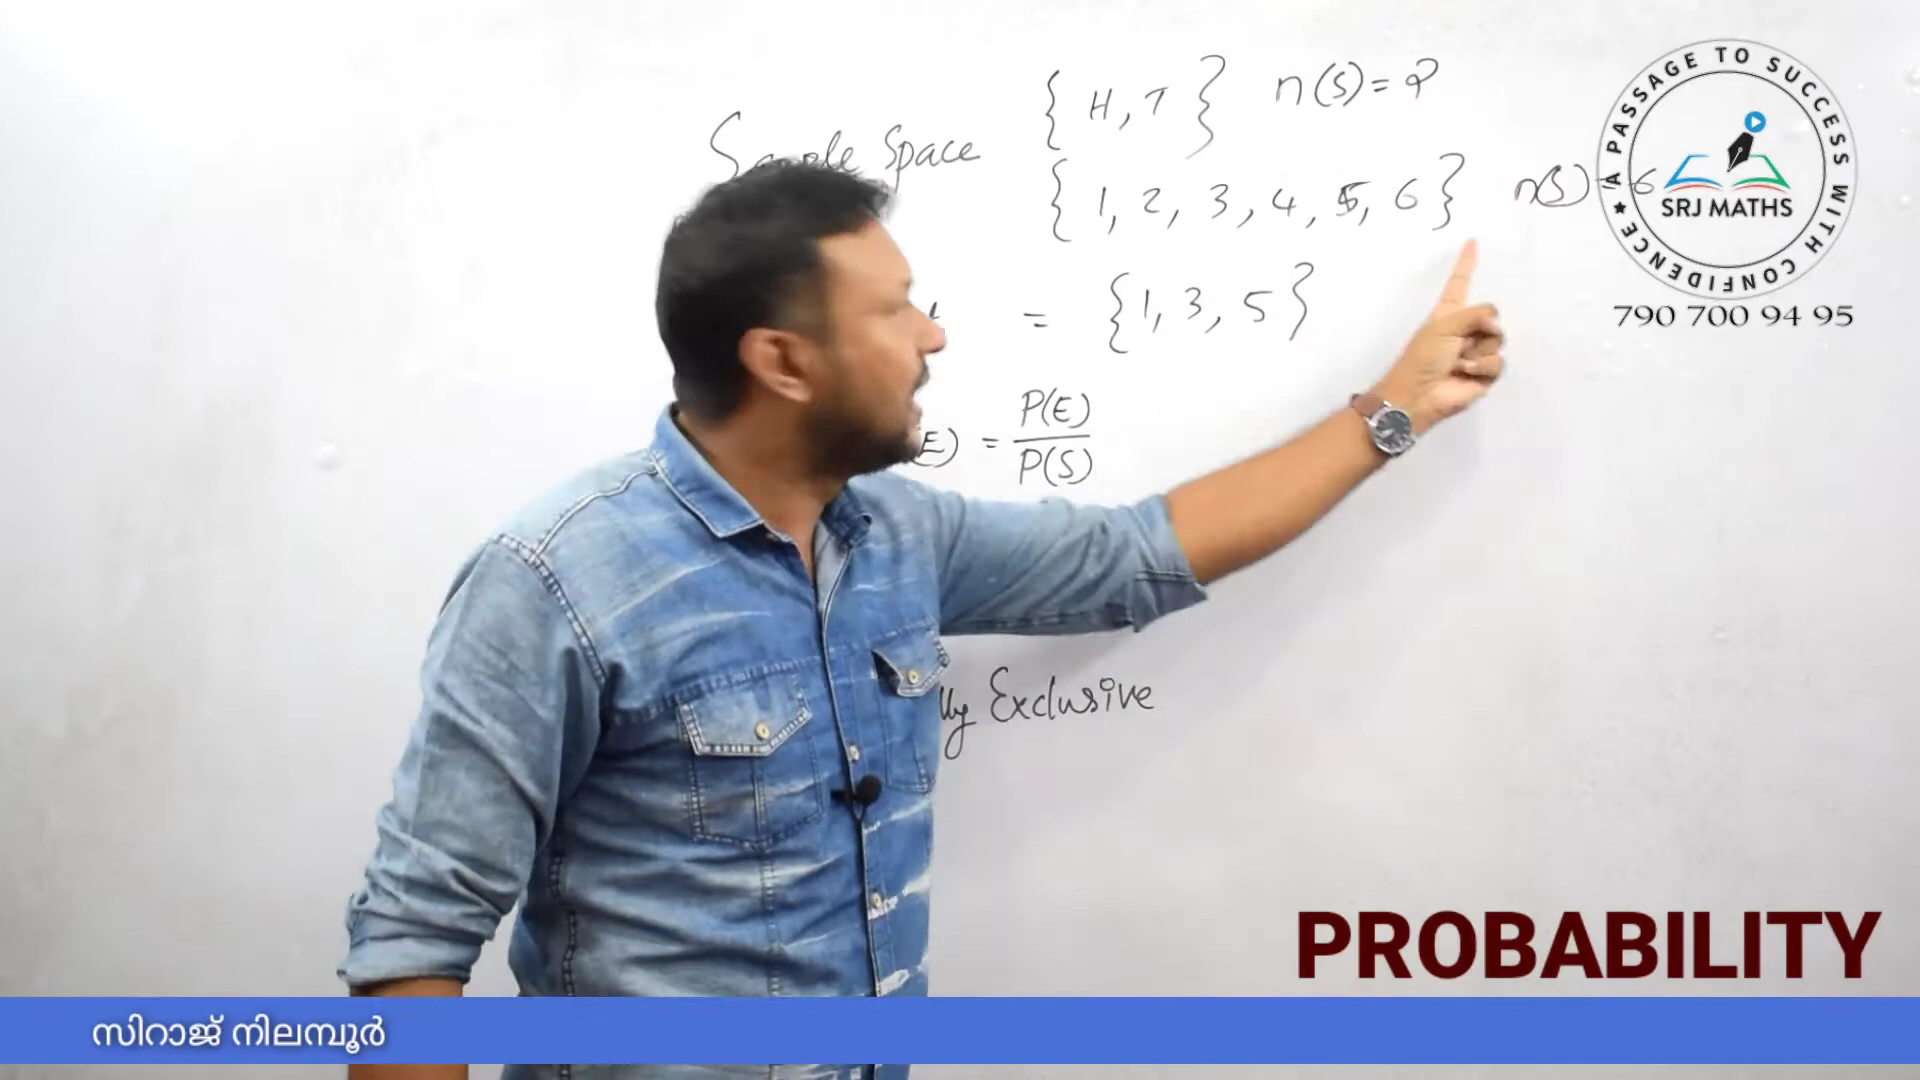 { H, T } n(S) = 2
Sample Space
{ 1, 2, 3, 4, 5, 6 } n(S) = 6
= { 1, 3, 5 }
(E) = P(E) / P(S)
lly Exclusive
A PASSAGE TO SUCCESS WITH CONFIDENCE
SRJ MATHS
790 700 94 95
PROBABILITY
സിറാജ് നിലമ്പൂർ